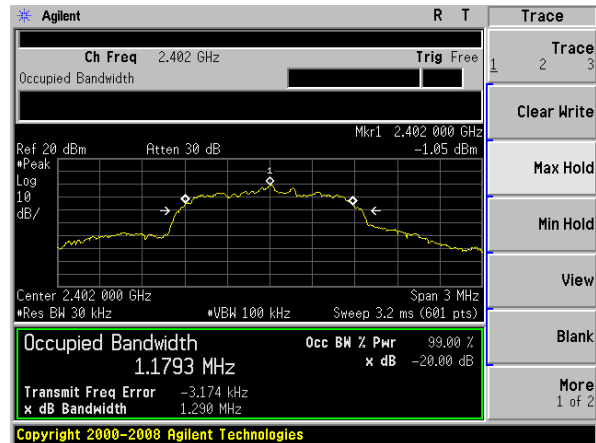 Agilent R T Trace
Ch Freq 2.402 GHz Trig Free
Occupied Bandwidth
Trace
1 2 3
Clear Write
Max Hold
Min Hold
View
Blank
More
1 of 2
Mkr1 2.402 000 GHz
Ref 20 dBm Atten 30 dB -1.05 dBm
#Peak
Log
10
dB/
1
Center 2.402 000 GHz Span 3 MHz
#Res BW 30 kHz #VBW 100 kHz Sweep 3.2 ms (601 pts)
Occupied Bandwidth Occ BW % Pwr 99.00 %
1.1793 MHz x dB -20.00 dB
Transmit Freq Error -3.174 kHz
x dB Bandwidth 1.290 MHz
Copyright 2000-2008 Agilent Technologies